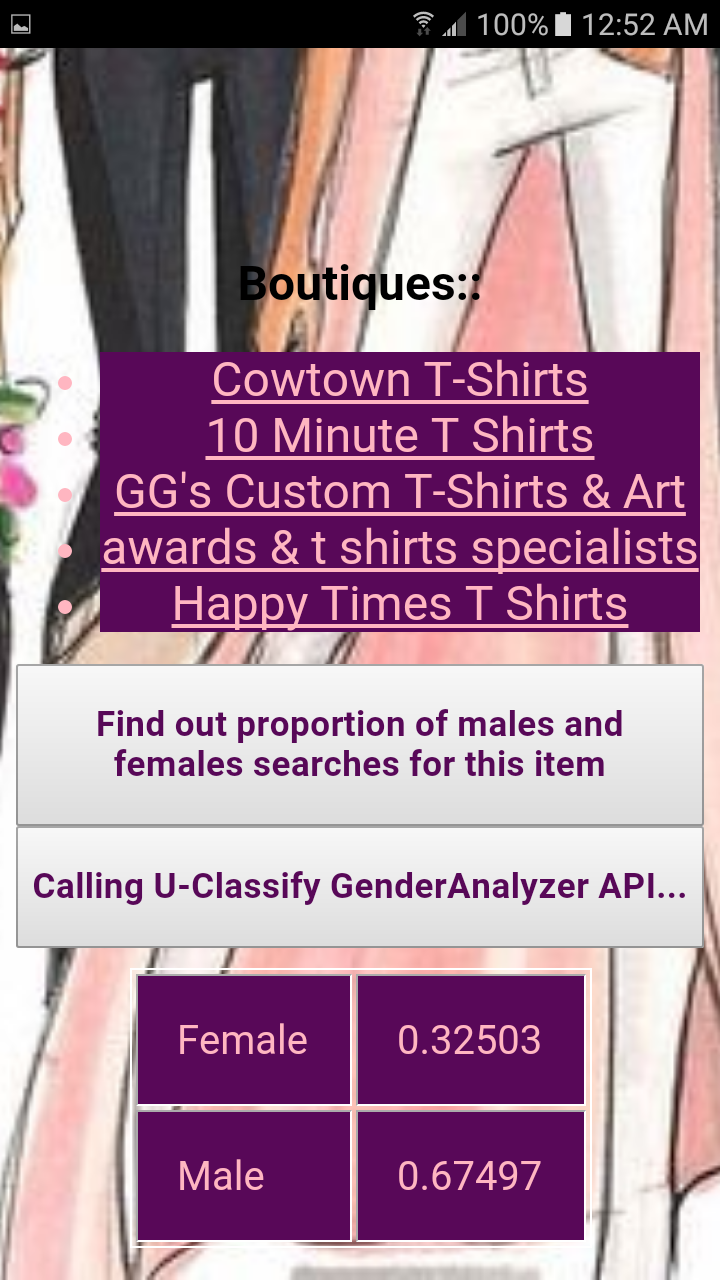 100% 12:52 AM
Boutiques::
Cowtown T-Shirts
10 Minute T Shirts
GG's Custom T-Shirts & Art
awards & t shirts specialists
Happy Times T Shirts
Find out proportion of males and
females searches for this item
Calling U-Classify GenderAnalyzer API...
Female 0.32503
Male 0.67497